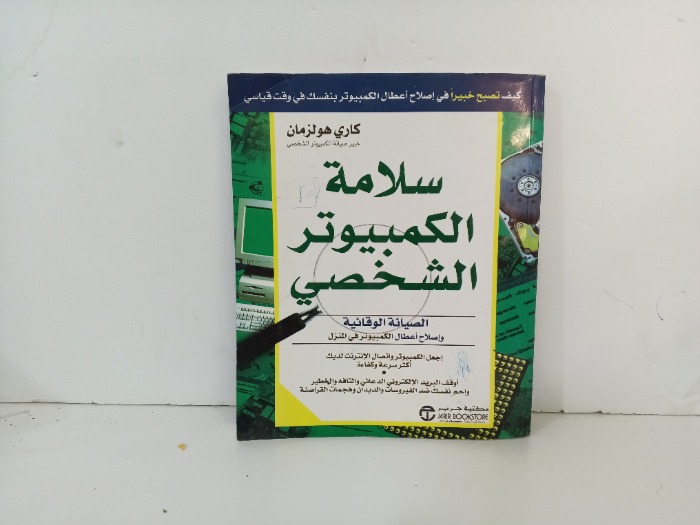 كيف تصبح خبيراً في إصلاح أعطال الكمبيوتر بنفسك في وقت قياسي
كاري هولزمان
خبير صيانة الكمبيوتر الشخصي
سلامة
الكمبيوتر
الشخصي
الصيانة الوقائية
وإصلاح أعطال الكمبيوتر في المنزل
إجعل الكمبيوتر واتصال الإنترنت لديك
أكثر سرعة وكفاءة
أوقف البريد الإلكتروني الدعائي والتافه والخطير
واحم نفسك ضد الفيروسات والديدان وهجمات القراصنة
مكتبة جرير
JARIR BOOKSTORE